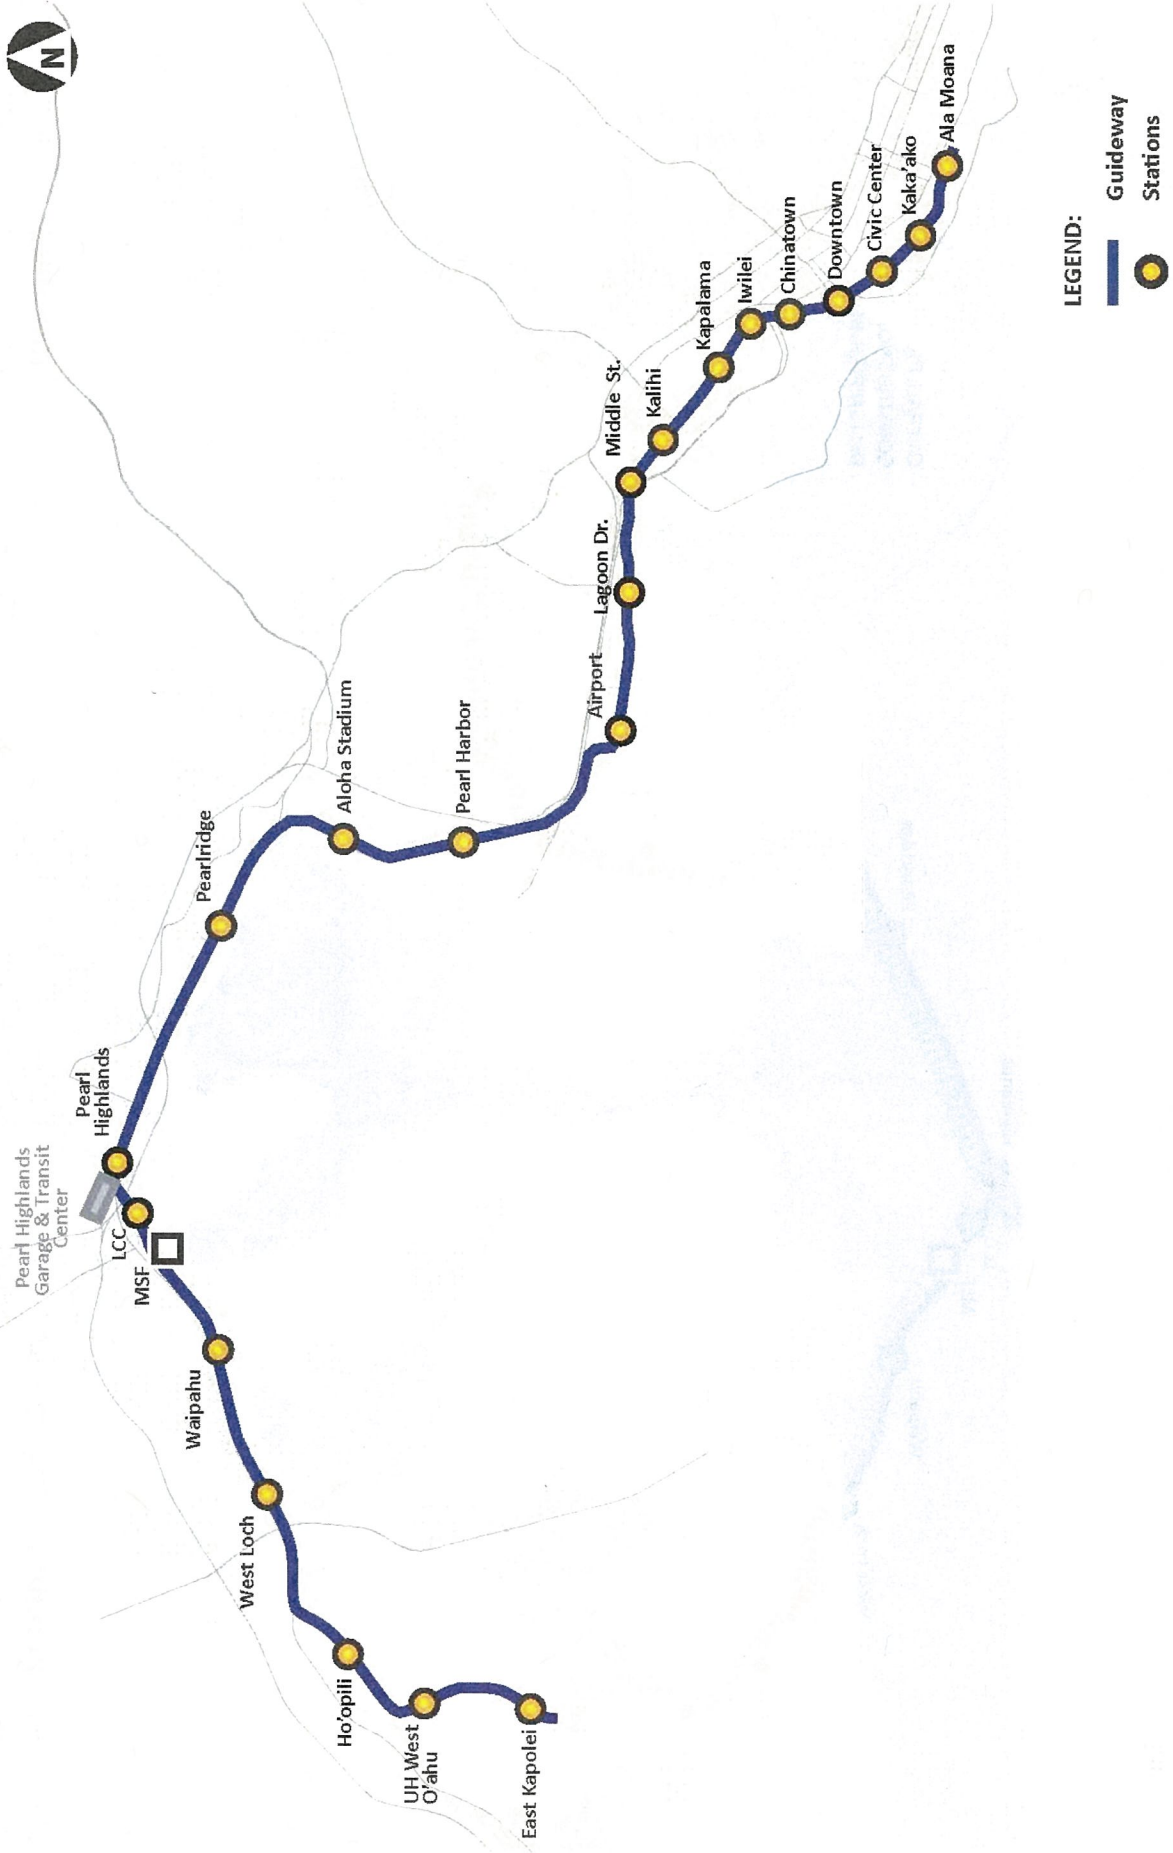 N
Pearl Highlands
Garage & Transit
Center
Pearl
Highlands
LCC
MSF
Waipahu
West Loch
Ho'opili
UH West
O'ahu
East Kapolei
Pearlridge
Aloha Stadium
Pearl Harbor
Airport
Lagoon Dr.
Middle St.
Kalihi
Kapalama
Iwilei
Chinatown
Downtown
Civic Center
Kaka'ako
Ala Moana
LEGEND:
Guideway
Stations